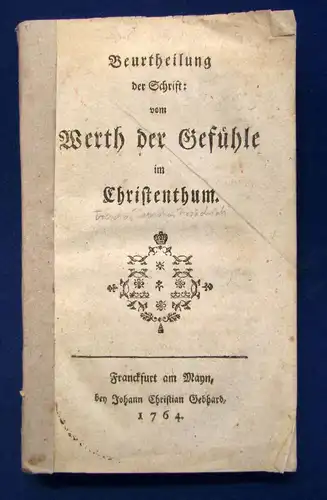 Beurtheilung
der Schrift:
vom
Werth der Gefühle
im
Christenthum.
Franckfurt am Mayn,
bey Johann Christian Gebhard,
1764.